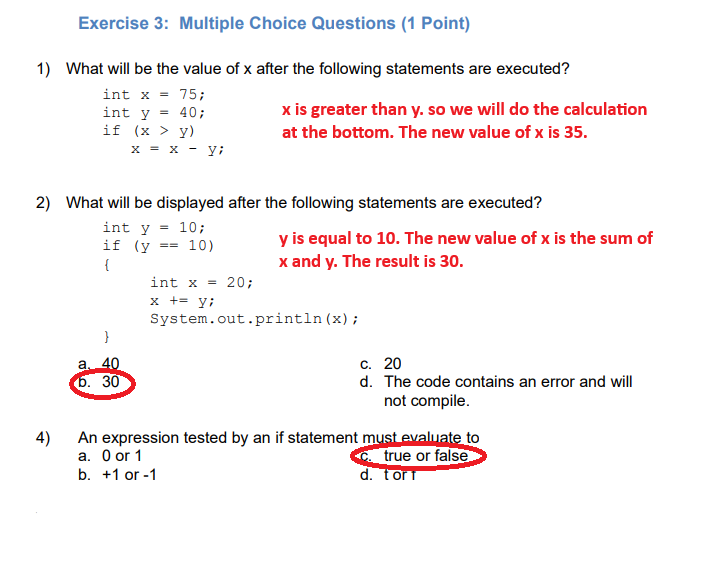 Exercise 3: Multiple Choice Questions (1 Point)
1) What will be the value of x after the following statements are executed?
int x = 75;
int y = 40;
if (x > y)
x = x - y;
x is greater than y. so we will do the calculation
at the bottom. The new value of x is 35.
2) What will be displayed after the following statements are executed?
int y = 10;
if (y == 10)
{
int x = 20;
x += y;
System.out.println(x);
}
y is equal to 10. The new value of x is the sum of
x and y. The result is 30.
a. 40
b. 30
c. 20
d. The code contains an error and will
not compile.
4) An expression tested by an if statement must evaluate to
a. 0 or 1
b. +1 or -1
c. true or false
d. t or f